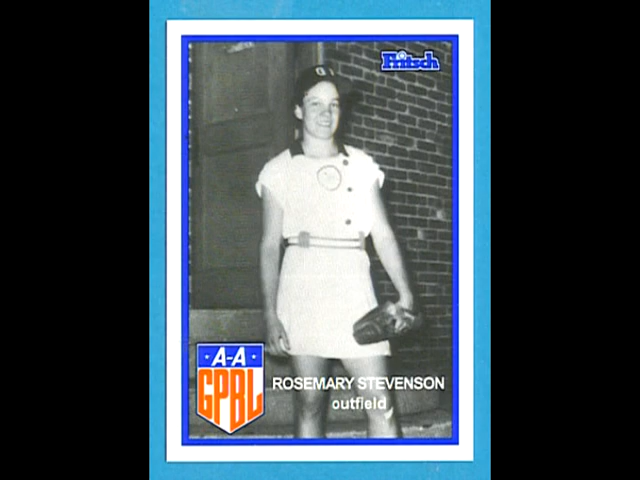 Fritsch
G
A-A
GPBL
ROSEMARY STEVENSON
outfield